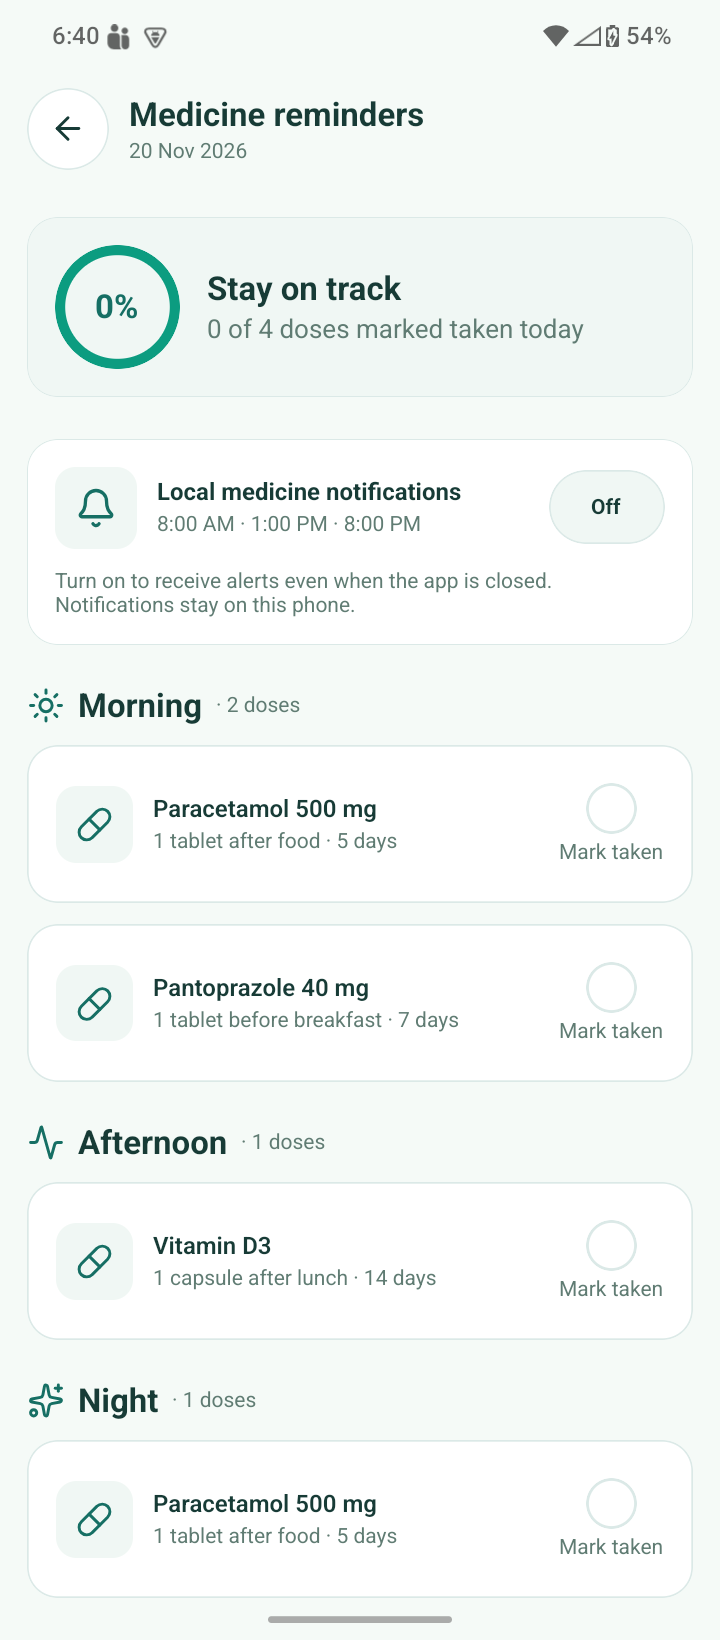 6:40
54%
Medicine reminders
20 Nov 2026
0%
Stay on track
0 of 4 doses marked taken today
Local medicine notifications
8:00 AM · 1:00 PM · 8:00 PM
Off
Turn on to receive alerts even when the app is closed.
Notifications stay on this phone.
Morning · 2 doses
Paracetamol 500 mg
1 tablet after food · 5 days
Mark taken
Pantoprazole 40 mg
1 tablet before breakfast · 7 days
Mark taken
Afternoon · 1 doses
Vitamin D3
1 capsule after lunch · 14 days
Mark taken
Night · 1 doses
Paracetamol 500 mg
1 tablet after food · 5 days
Mark taken